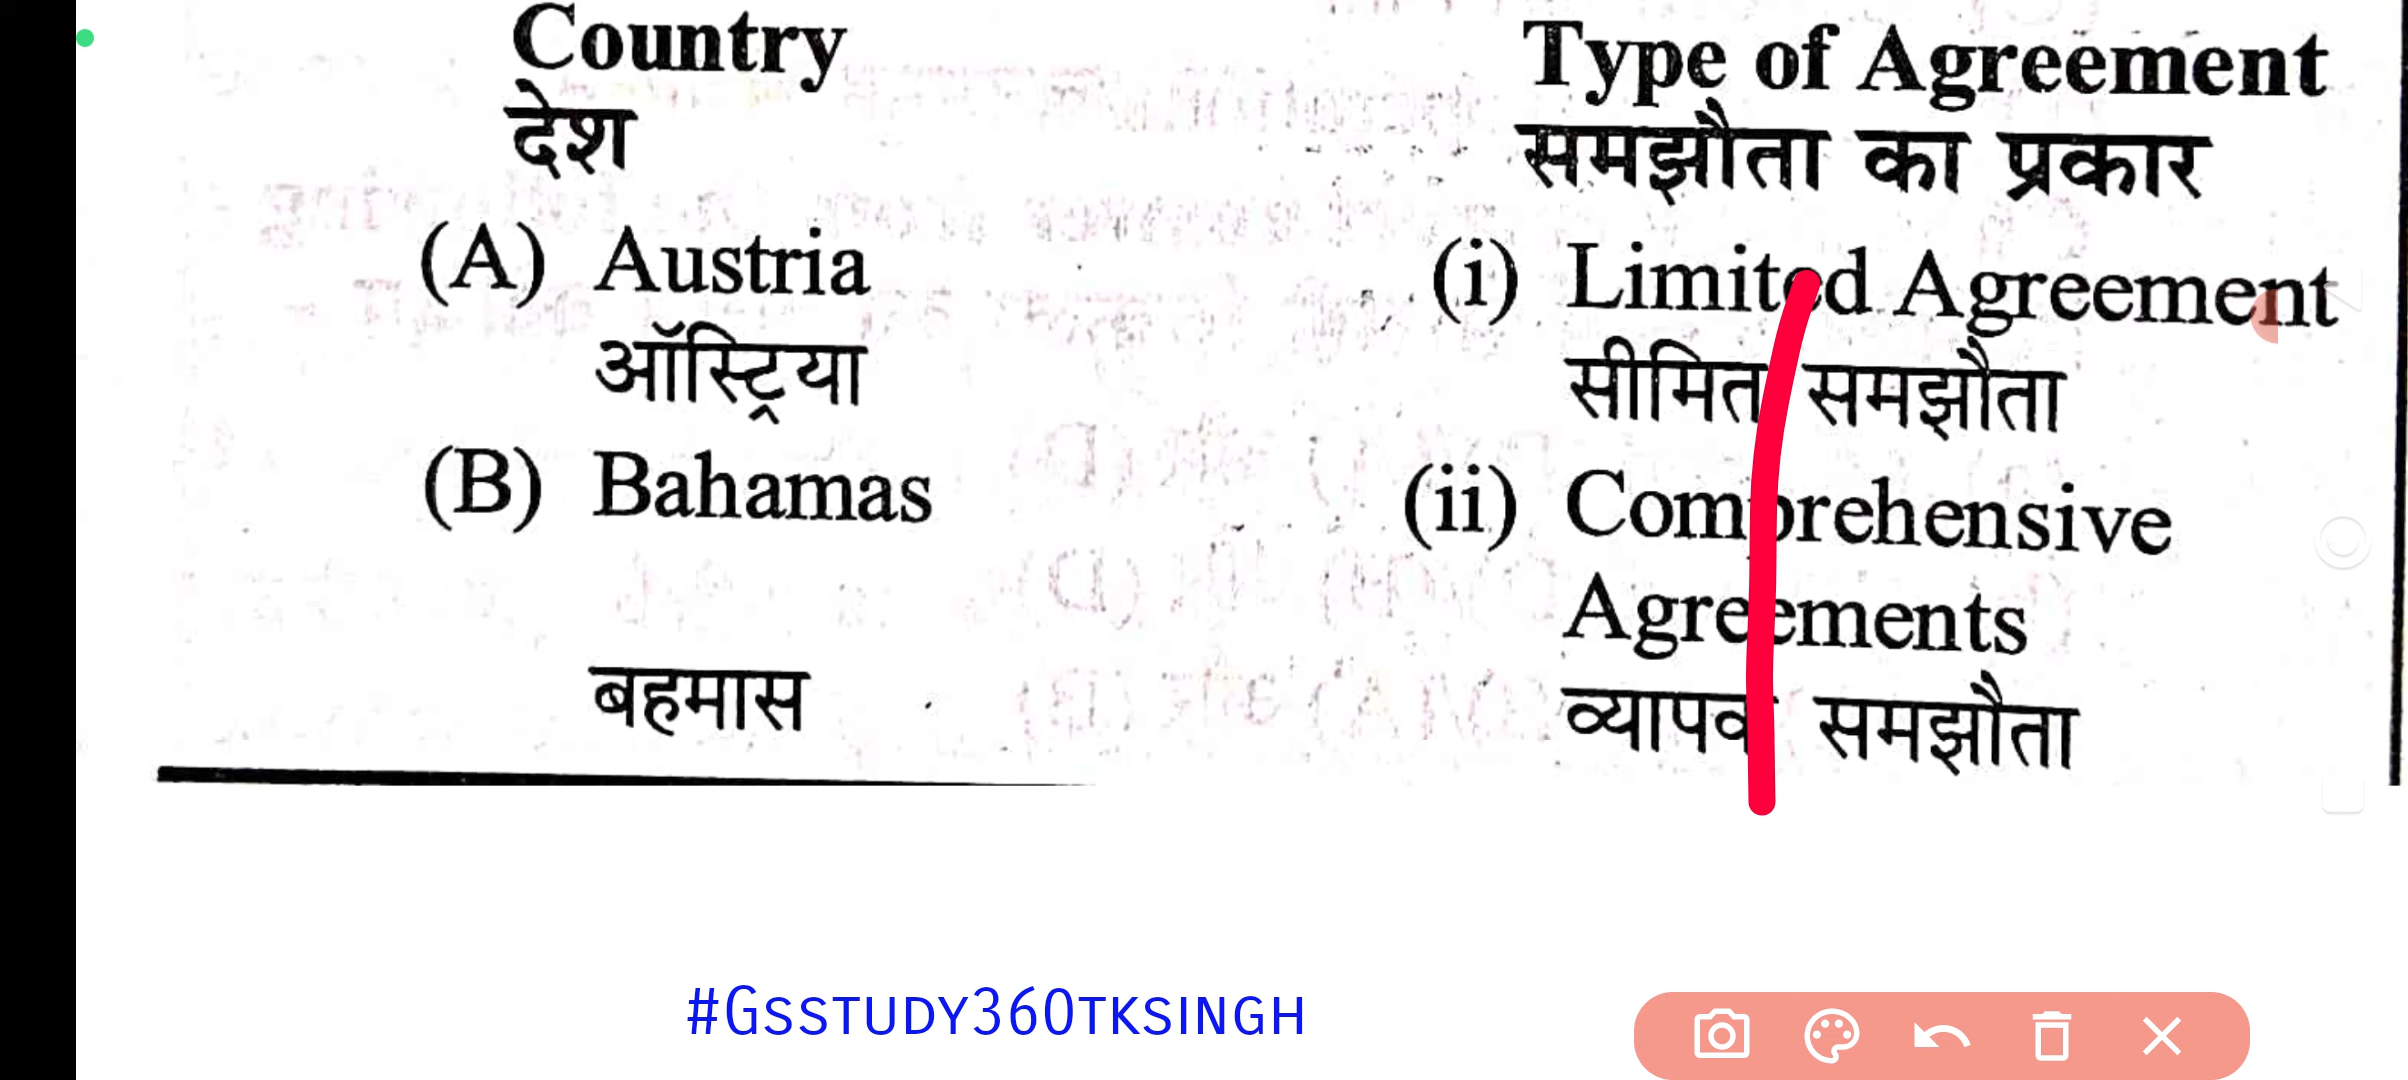 Country
Type of Agreement
देश
समझौता का प्रकार
(A) Austria
(i) Limited Agreement
ऑस्ट्रिया
सीमित समझौता
(B) Bahamas
(ii) Comprehensive
Agreements
बहमास
व्यापक समझौता
#GSSTUDY360TKSINGH